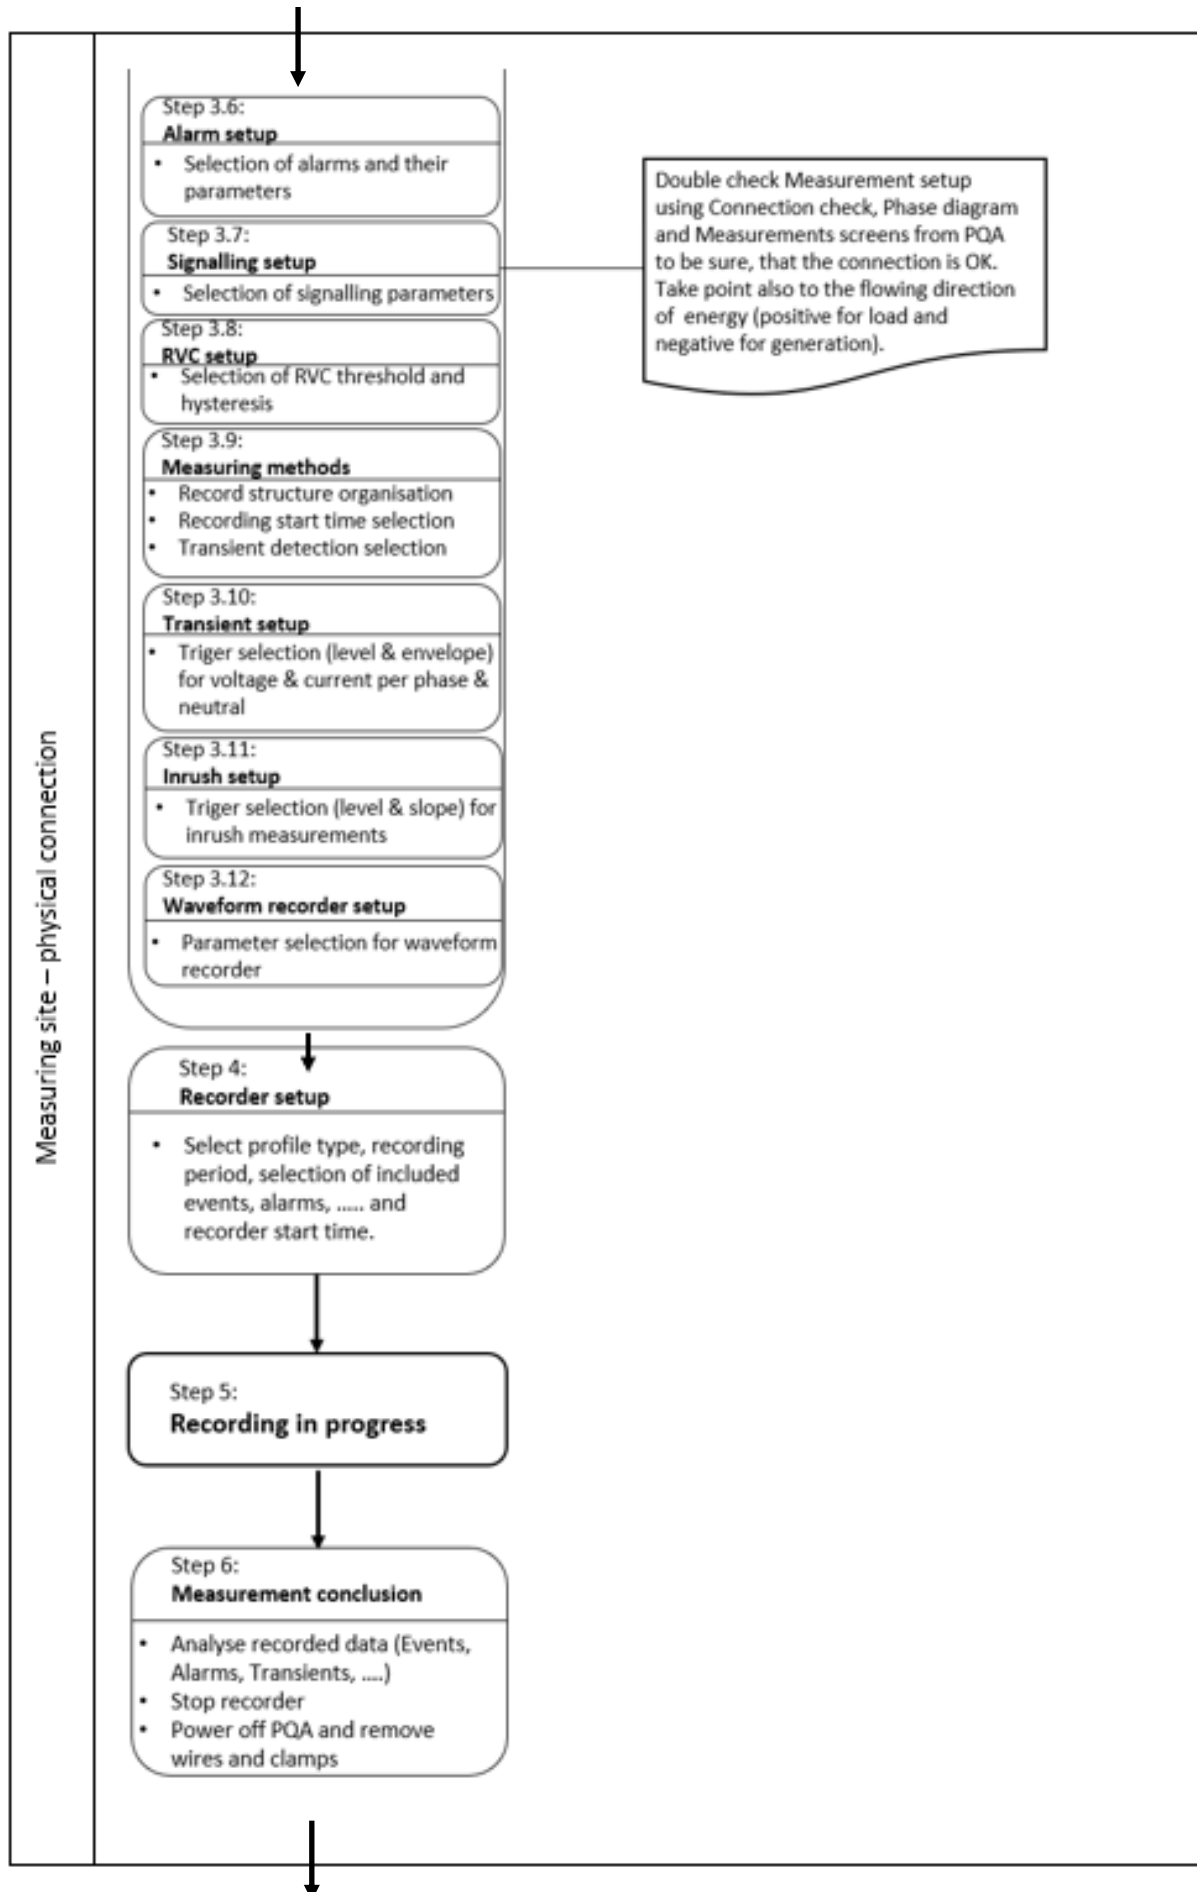 Step 3.6:
Alarm setup
• Selection of alarms and their
parameters
Step 3.7:
Signalling setup
• Selection of signalling parameters
Double check Measurement setup
using Connection check, Phase diagram
and Measurements screens from PQA
to be sure, that the connection is OK.
Take point also to the flowing direction
of energy (positive for load and
negative for generation).
Step 3.8:
RVC setup
• Selection of RVC threshold and
hysteresis
Step 3.9:
Measuring methods
• Record structure organisation
• Recording start time selection
• Transient detection selection
Step 3.10:
Transient setup
• Triger selection (level & envelope)
for voltage & current per phase &
neutral
Step 3.11:
Inrush setup
• Triger selection (level & slope) for
inrush measurements
Step 3.12:
Waveform recorder setup
• Parameter selection for waveform
recorder
Measuring site – physical connection
Step 4:
Recorder setup
• Select profile type, recording
period, selection of included
events, alarms, ..... and
recorder start time.
Step 5:
Recording in progress
Step 6:
Measurement conclusion
• Analyse recorded data (Events,
Alarms, Transients, ....)
• Stop recorder
• Power off PQA and remove
wires and clamps